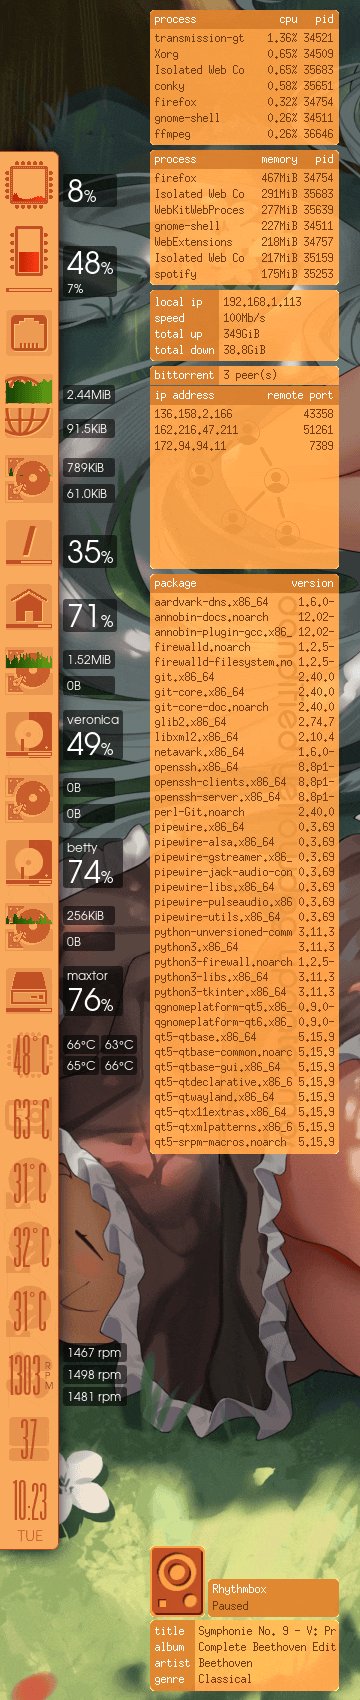 process cpu pid
transmission-gt 1.36% 34521
Xorg 0.65% 34509
Isolated Web Co 0.65% 35683
conky 0.58% 35651
firefox 0.32% 34754
gnome-shell 0.26% 34511
ffmpeg 0.26% 36646
process memory pid
firefox 467MiB 34754
Isolated Web Co 291MiB 35683
WebKitWebProces 277MiB 35639
gnome-shell 227MiB 34511
WebExtensions 218MiB 34757
Isolated Web Co 217MiB 35159
spotify 175MiB 35253
8%
48%
7%
local ip 192.168.1.113
speed 100Mb/s
total up 349GiB
total down 38.8GiB
bittorrent 3 peer(s)
ip address remote port
136.158.2.166 43358
162.216.47.211 51261
172.94.94.11 7389
2.44MiB
91.5KiB
789KiB
61.0KiB
35%
71%
1.52MiB
0B
veronica
49%
0B
0B
betty
74%
256KiB
0B
maxtor
76%
package version
aardvark-dns.x86_64 1.6.0-
annobin-docs.noarch 12.02-
annobin-plugin-gcc.x86_ 12.02-
firewalld.noarch 1.2.5-
firewalld-filesystem.no 1.2.5-
git.x86_64 2.40.0
git-core.x86_64 2.40.0
git-core-doc.noarch 2.40.0
glib2.x86_64 2.74.7
libxml2.x86_64 2.10.4
netavark.x86_64 1.6.0-
openssh.x86_64 8.8p1-
openssh-clients.x86_64 8.8p1-
openssh-server.x86_64 8.8p1-
perl-Git.noarch 2.40.0
pipewire.x86_64 0.3.69
pipewire-alsa.x86_64 0.3.69
pipewire-gstreamer.x86_ 0.3.69
pipewire-jack-audio-con 0.3.69
pipewire-libs.x86_64 0.3.69
pipewire-pulseaudio.x86 0.3.69
pipewire-utils.x86_64 0.3.69
python-unversioned-comm 3.11.3
python3.x86_64 3.11.3
python3-firewall.noarch 1.2.5-
python3-libs.x86_64 3.11.3
python3-tkinter.x86_64 3.11.3
qgnomeplatform-qt5.x86_ 0.9.0-
qgnomeplatform-qt6.x86_ 0.9.0-
qt5-qtbase.x86_64 5.15.9
qt5-qtbase-common.noarc 5.15.9
qt5-qtbase-gui.x86_64 5.15.9
qt5-qtdeclarative.x86_6 5.15.9
qt5-qtwayland.x86_64 5.15.9
qt5-qtx11extras.x86_64 5.15.9
qt5-qtxmlpatterns.x86_6 5.15.9
qt5-srpm-macros.noarch 5.15.9
48°C
66°C 63°C
65°C 66°C
63°C
31°C
32°C
31°C
1303 RPM
1467 rpm
1498 rpm
1481 rpm
37
10:23
TUE
Rhythmbox
Paused
title Symphonie No. 9 - V: Pr
album Complete Beethoven Edit
artist Beethoven
genre Classical